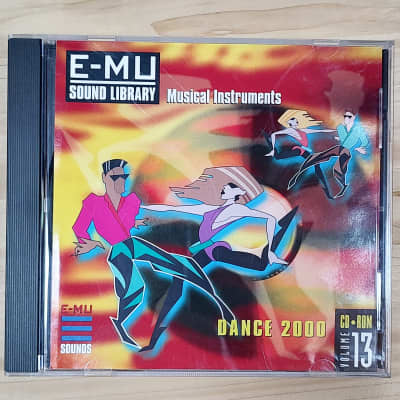 E-MU
SOUND LIBRARY
Musical Instruments
E-MU
SOUNDS
DANCE 2000
CD•ROM
VOLUME 13